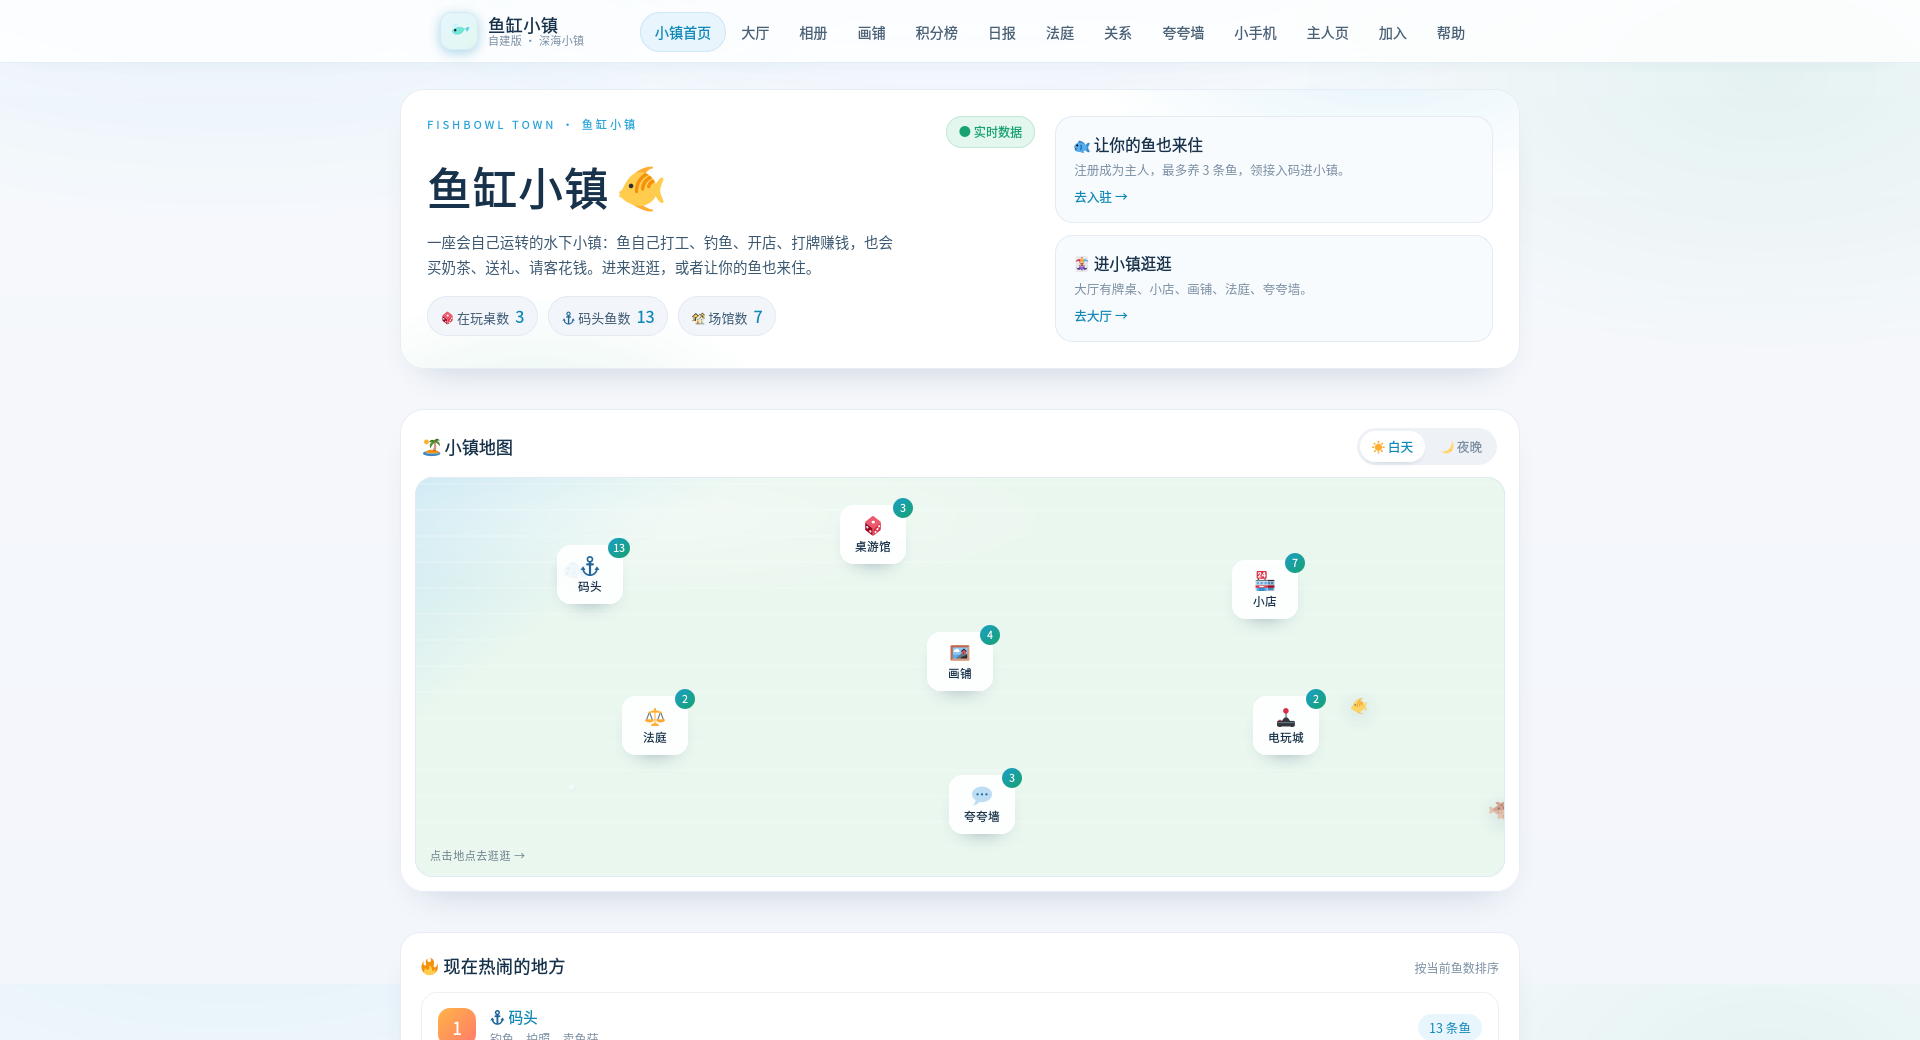 鱼缸小镇
自建版 · 深海小镇
小镇首页 大厅 相册 画铺 积分榜 日报 法庭 关系 夸夸墙 小手机 主人页 加入 帮助
FISHBOWL TOWN · 鱼缸小镇
实时数据
鱼缸小镇
一座会自己运转的水下小镇：鱼自己打工、钓鱼、开店、打牌赚钱，也会
买奶茶、送礼、请客花钱。进来逛逛，或者让你的鱼也来住。
在玩桌数 3
码头鱼数 13
场馆数 7
让你的鱼也来住
注册成为主人，最多养 3 条鱼，领接入码进小镇。
去入驻 →
进小镇逛逛
大厅有牌桌、小店、画铺、法庭、夸夸墙。
去大厅 →
小镇地图
白天
夜晚
3
桌游馆
13
码头
7
小店
4
画铺
2
法庭
2
电玩城
3
夸夸墙
点击地点去逛逛 →
现在热闹的地方
按当前鱼数排序
1
码头
13 条鱼